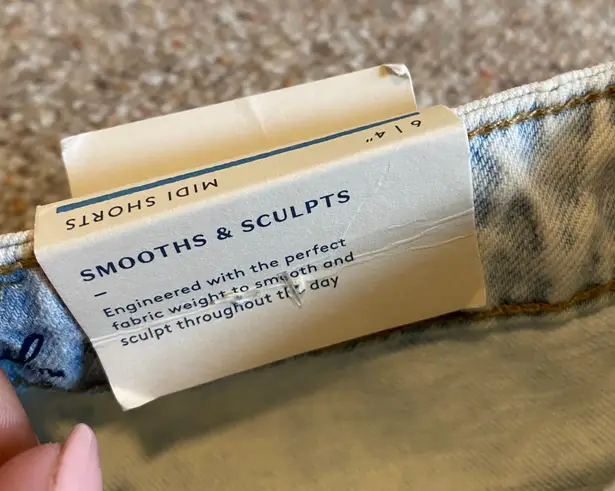 6 | 4"
MIDI SHORTS
SMOOTHS & SCULPTS
Engineered with the perfect
fabric weight to smooth and
sculpt throughout the day